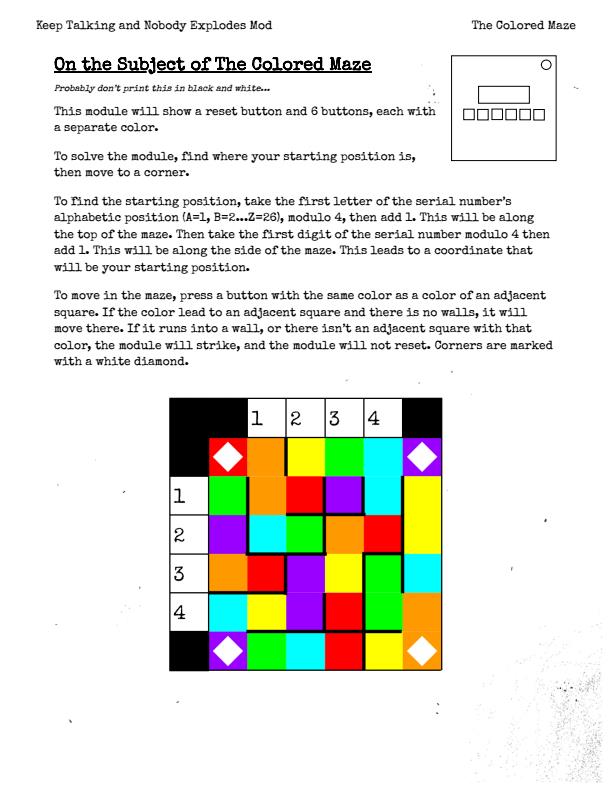 Keep Talking and Nobody Explodes Mod
The Colored Maze
On the Subject of The Colored Maze
Probably don't print this in black and white...
This module will show a reset button and 6 buttons, each with
a separate color.
To solve the module, find where your starting position is,
then move to a corner.
To find the starting position, take the first letter of the serial number's
alphabetic position (A=1, B=2...Z=26), modulo 4, then add 1. This will be along
the top of the maze. Then take the first digit of the serial number modulo 4 then
add 1. This will be along the side of the maze. This leads to a coordinate that
will be your starting position.
To move in the maze, press a button with the same color as a color of an adjacent
square. If the color lead to an adjacent square and there is no walls, it will
move there. If it runs into a wall, or there isn't an adjacent square with that
color, the module will strike, and the module will not reset. Corners are marked
with a white diamond.
1 2 3 4
1
2
3
4